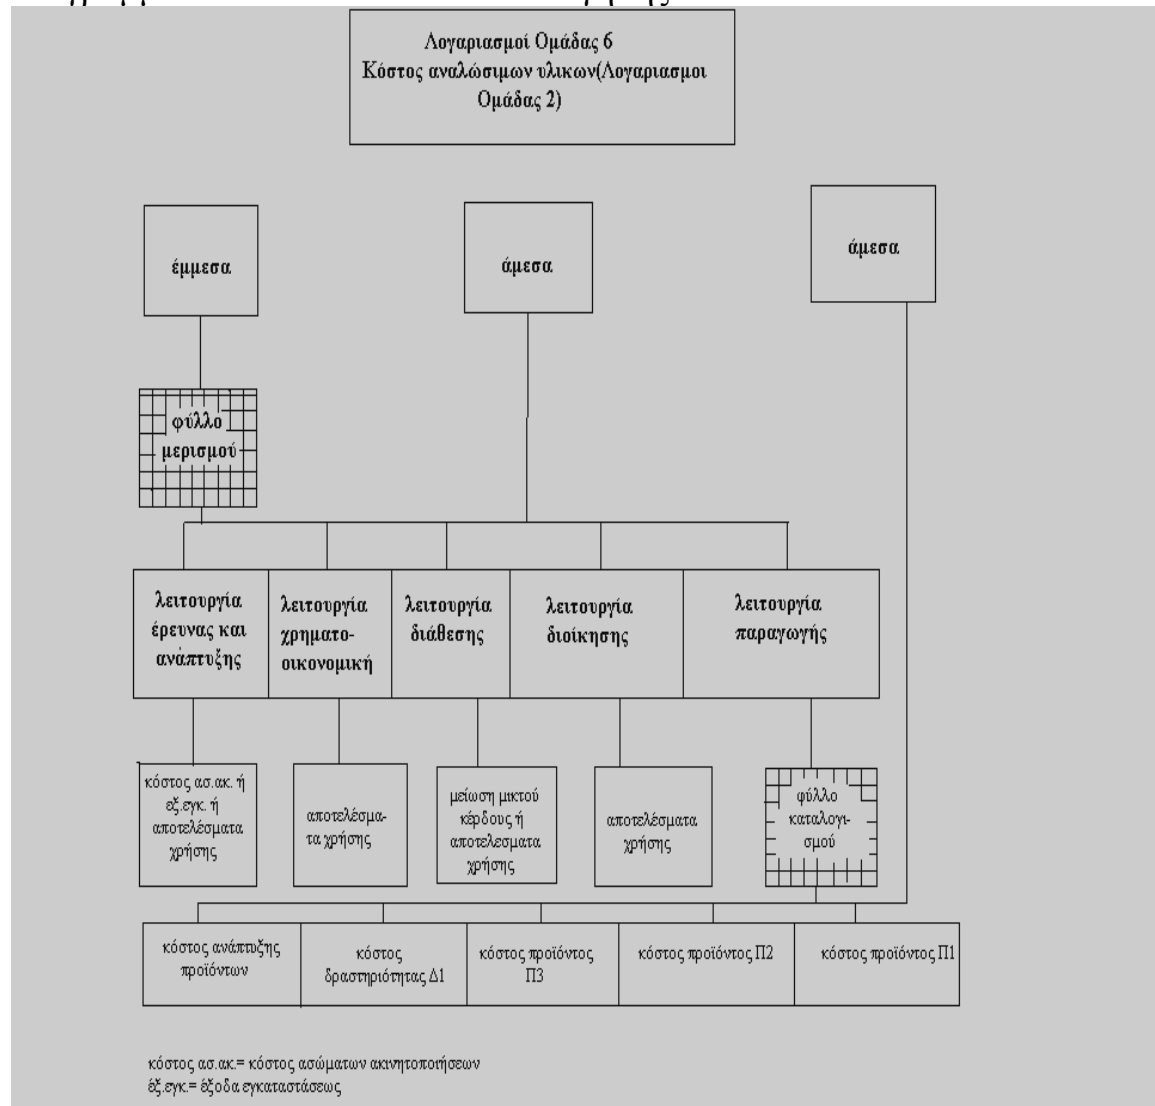 Λογαριασμοί Ομάδας 6
Κόστος αναλώσιμων υλικων(Λογαριασμοι
Ομάδας 2)
έμμεσα
άμεσα
άμεσα
φύλλο
μερισμού
λειτουργία
έρευνας και
ανάπτυξης
λειτουργία
χρηματο-
οικονομική
λειτουργία
διάθεσης
λειτουργία
διοίκησης
λειτουργία
παραγωγής
κόστος ασ.ακ. ή
εξ.εγκ. ή
αποτελέσματα
χρήσης
αποτελέσμα-
τα χρήσης
μείωση μικτού
κέρδους ή
αποτελεσματα
χρήσης
αποτελέσματα
χρήσης
φύλλο
καταλογι-
σμού
κόστος ανάπτυξης
προϊόντων
κόστος
δραστηριότητας Δ1
κόστος προϊόντος
Π3
κόστος προϊόντος Π2
κόστος προϊόντος Π1
κόστος ασ.ακ.= κόστος ασώματων ακινητοποιήσεων
έξ.εγκ.= έξοδα εγκαταστάσεως